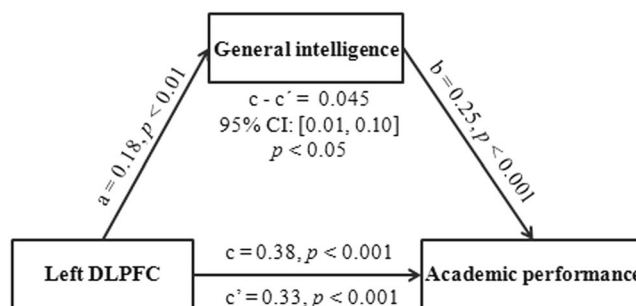 General intelligence
c - c´ = 0.045
95% CI: [0.01, 0.10]
p < 0.05
a = 0.18, p < 0.01
b = 0.25, p < 0.001
Left DLPFC
c = 0.38, p < 0.001
c’ = 0.33, p < 0.001
Academic performance